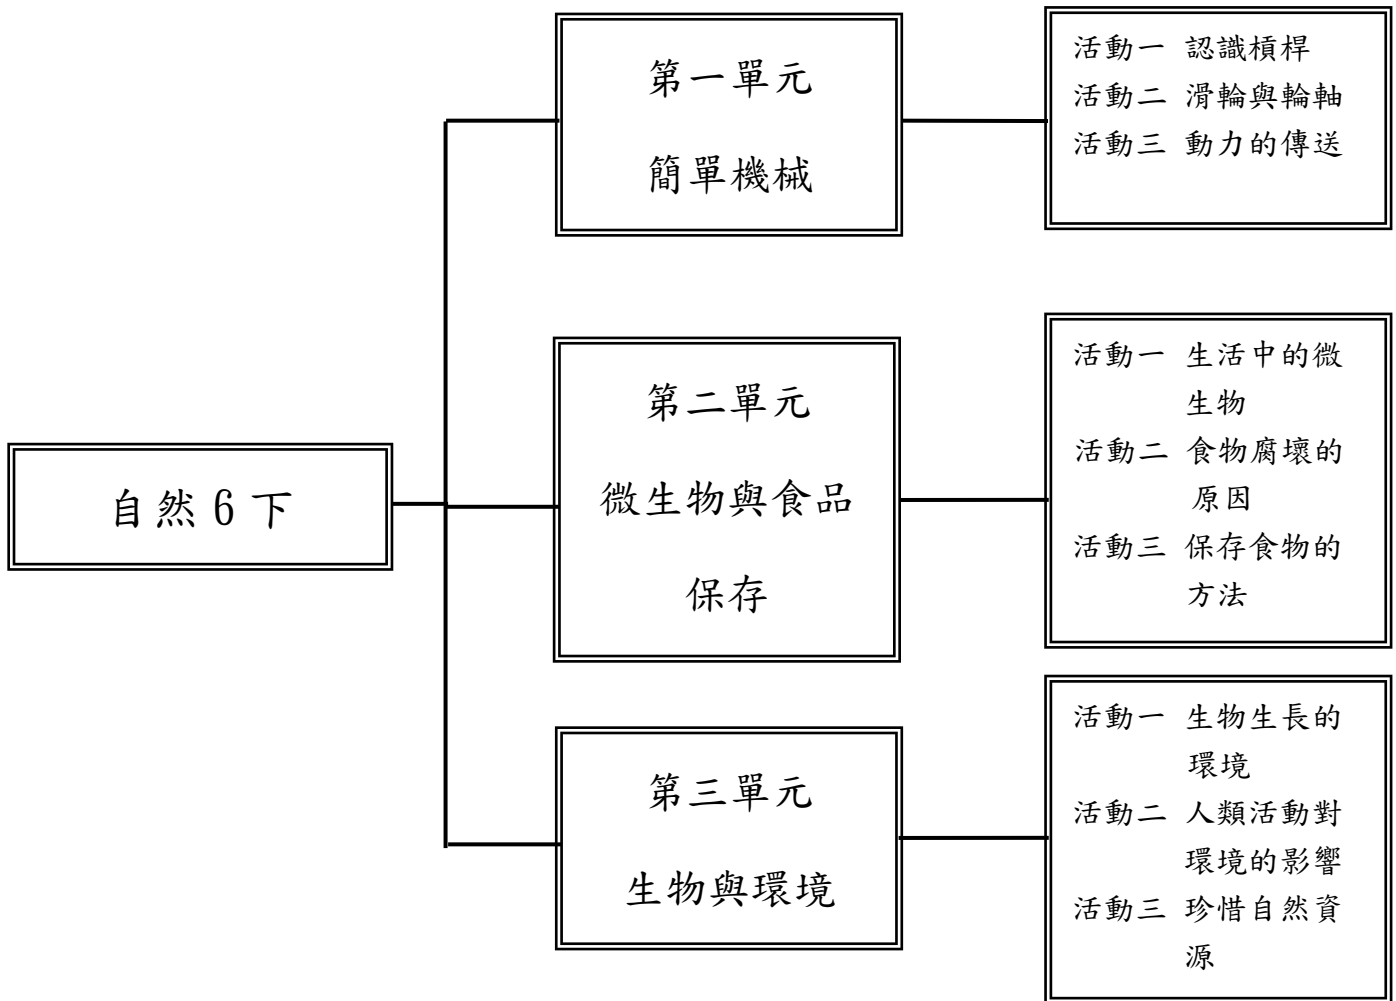 自然 6 下
第一單元
簡單機械
活動一 認識槓桿
活動二 滑輪與輪軸
活動三 動力的傳送
第二單元
微生物與食品
保存
活動一 生活中的微
生物
活動二 食物腐壞的
原因
活動三 保存食物的
方法
第三單元
生物與環境
活動一 生物生長的
環境
活動二 人類活動對
環境的影響
活動三 珍惜自然資
源